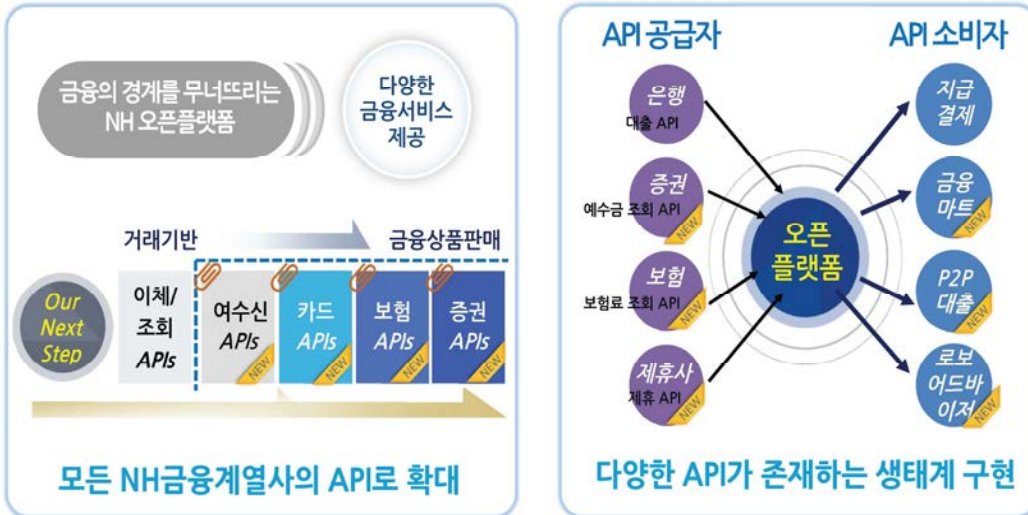 금융의 경계를 무너뜨리는
NH 오픈플랫폼
다양한
금융서비스
제공
거래기반
금융상품판매
Our
Next
Step
이체/
조회
APIs
여수신
APIs
NEW
카드
APIs
NEW
보험
APIs
NEW
증권
APIs
NEW
모든 NH금융계열사의 API로 확대
API 공급자
API 소비자
은행
대출 API
증권
예수금 조회 API
NEW
보험
보험료 조회 API
NEW
제휴사
제휴 API
NEW
오픈
플랫폼
지급
결제
금융
마트
NEW
P2P
대출
NEW
로보
어드바
이저
NEW
다양한 API가 존재하는 생태계 구현